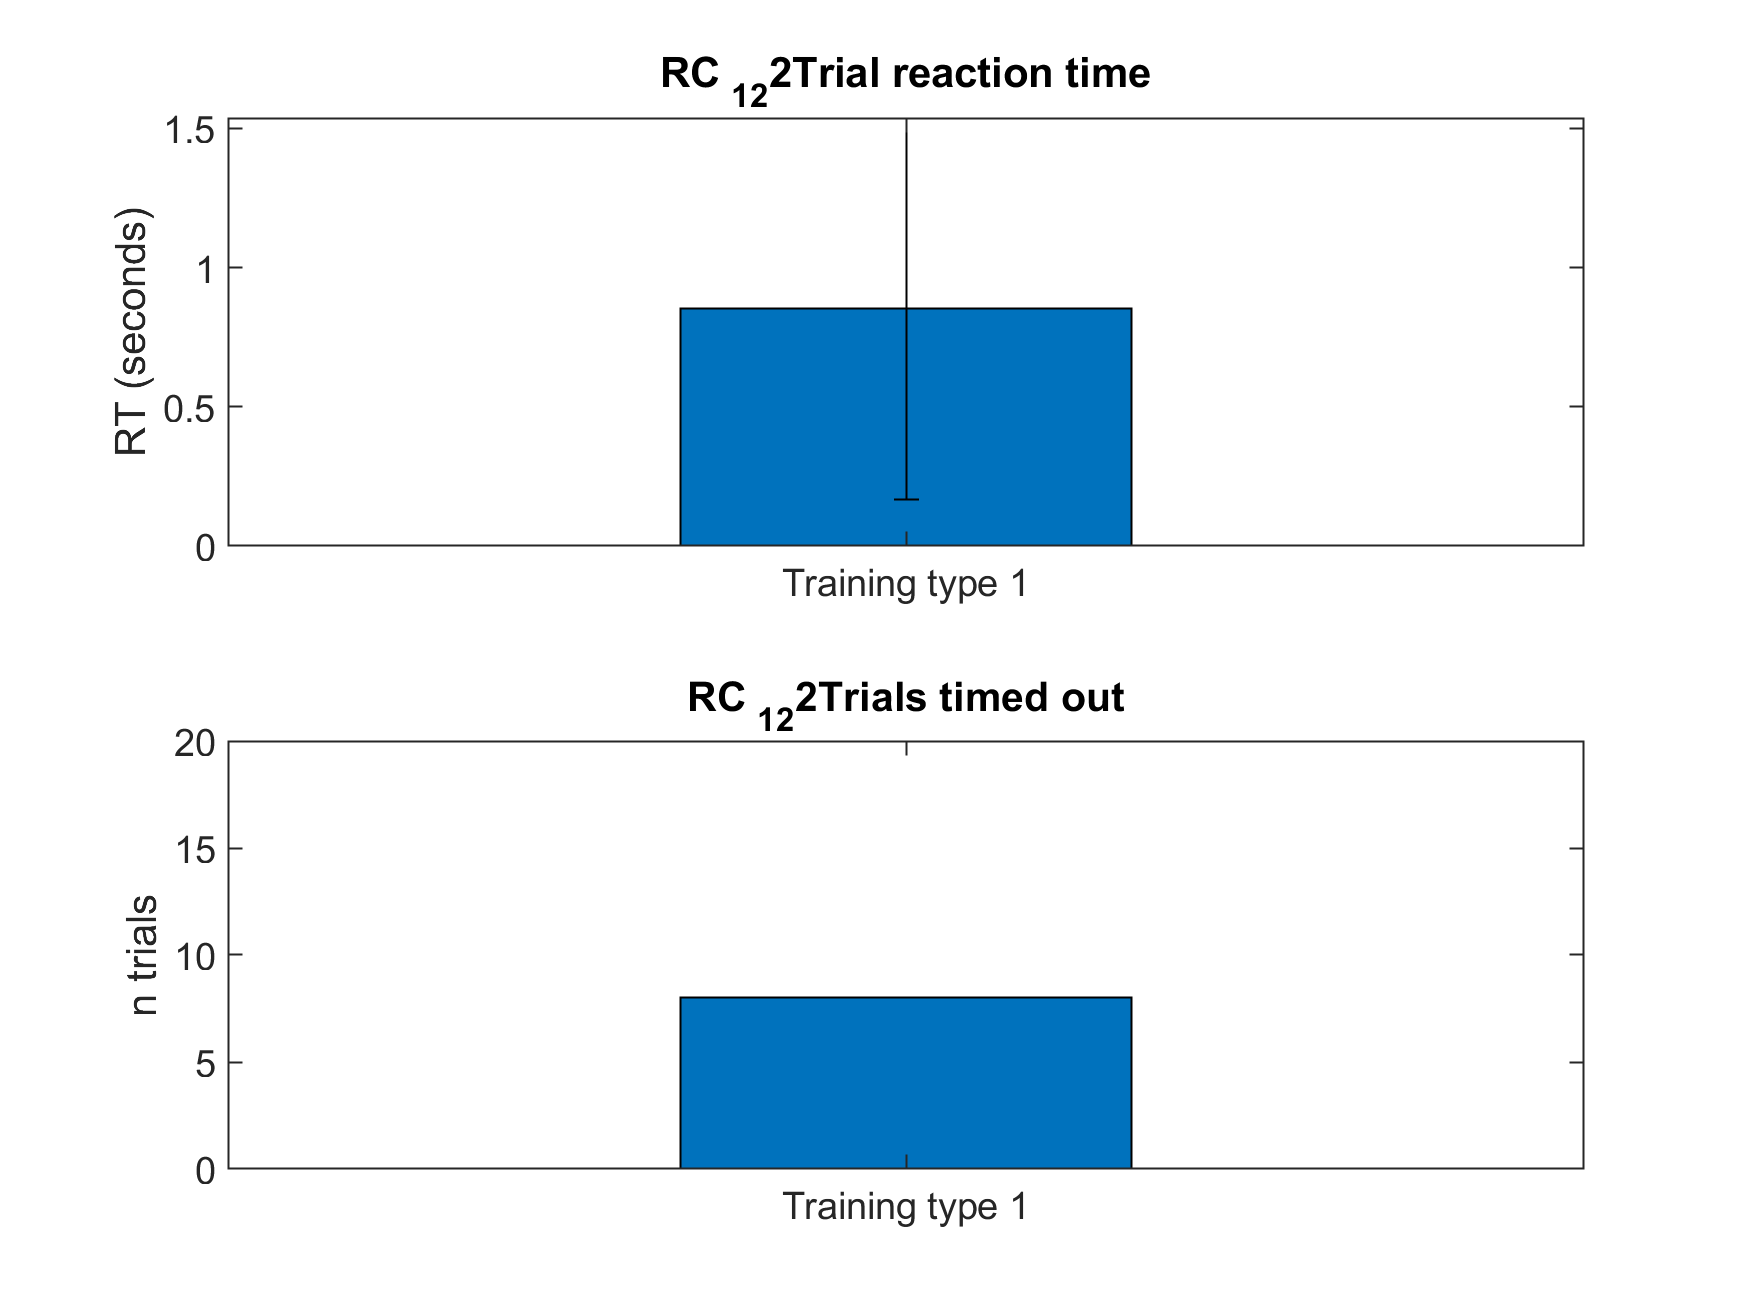 RC 122Trial reaction time
1.5
1
0.5
0
RT (seconds)
Training type 1
RC 122Trials timed out
20
15
10
5
0
n trials
Training type 1